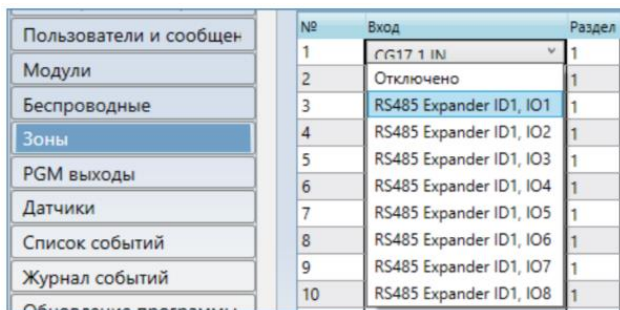 Пользователи и сообщен
Модули
Беспроводные
Зоны
PGM выходы
Датчики
Список событий
Журнал событий
Обновление программы
№ Вход Раздел
1 CG17 1 IN 1
2 Отключено 1
3 RS485 Expander ID1, IO1 1
4 RS485 Expander ID1, IO2 1
5 RS485 Expander ID1, IO3 1
6 RS485 Expander ID1, IO4 1
7 RS485 Expander ID1, IO5 1
8 RS485 Expander ID1, IO6 1
9 RS485 Expander ID1, IO7 1
10 RS485 Expander ID1, IO8 1